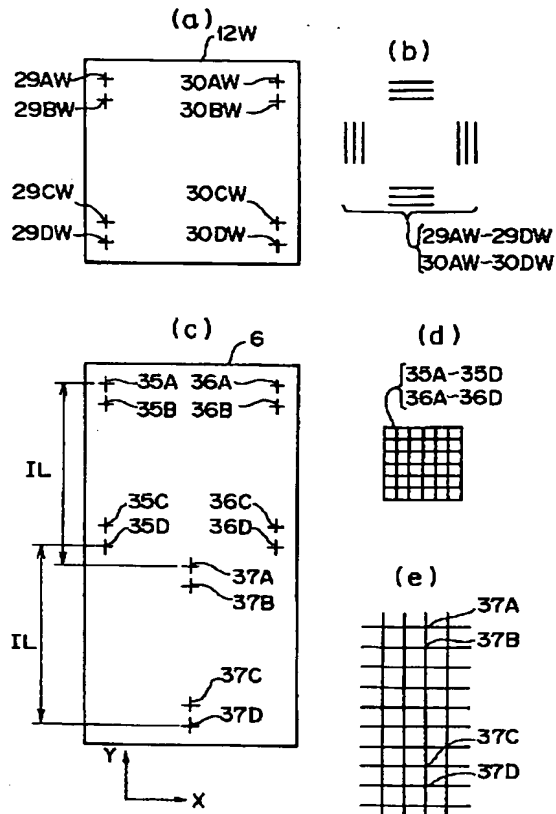 (a)
12W
29AW
30AW
29BW
30BW
29CW
30CW
29DW
30DW
(b)
29AW-29DW
30AW-30DW
(c)
6
35A 36A
35B 36B
IL
35C 36C
35D 36D
37A
37B
IL
37C
37D
Y
X
(d)
35A-35D
36A-36D
(e)
37A
37B
37C
37D